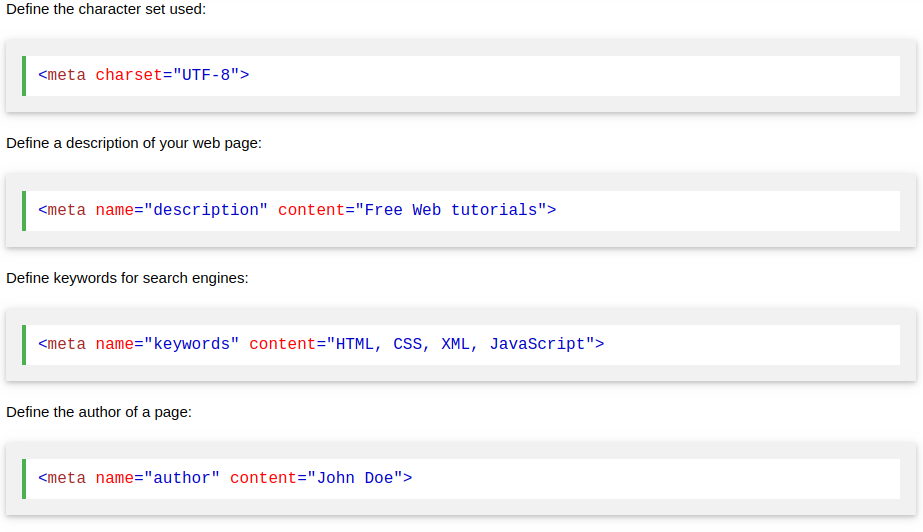 Define the character set used:
<meta charset="UTF-8">
Define a description of your web page:
<meta name="description" content="Free Web tutorials">
Define keywords for search engines:
<meta name="keywords" content="HTML, CSS, XML, JavaScript">
Define the author of a page:
<meta name="author" content="John Doe">